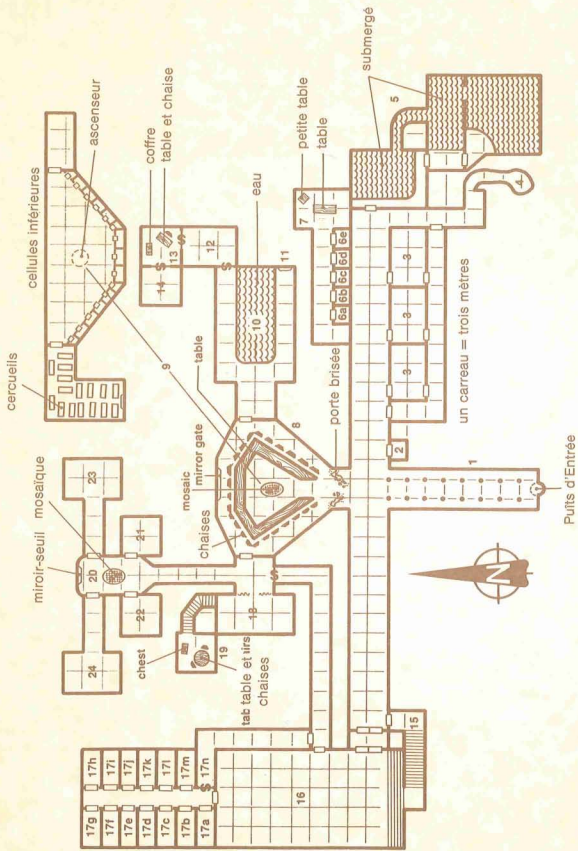 cellules inférieures
ascenseur
cercueils
coffre
table et chaise
miroir-seuil
mosaïque
mosaic
mirror gate
table
chaises
eau
petite table
table
submergé
porte brisée
chest
tab table et iirs
chaises
un carreau = trois mètres
Puits d'Entrée
N
1
2
3
3
3
4
5
6a
6b
6c
6d
6e
7
8
9
10
11
12
13
14
15
16
17a
17b
17c
17d
17e
17f
17g
17h
17i
17j
17k
17l
17m
17n
18
19
20
21
22
23
24
S
S
S
S
S